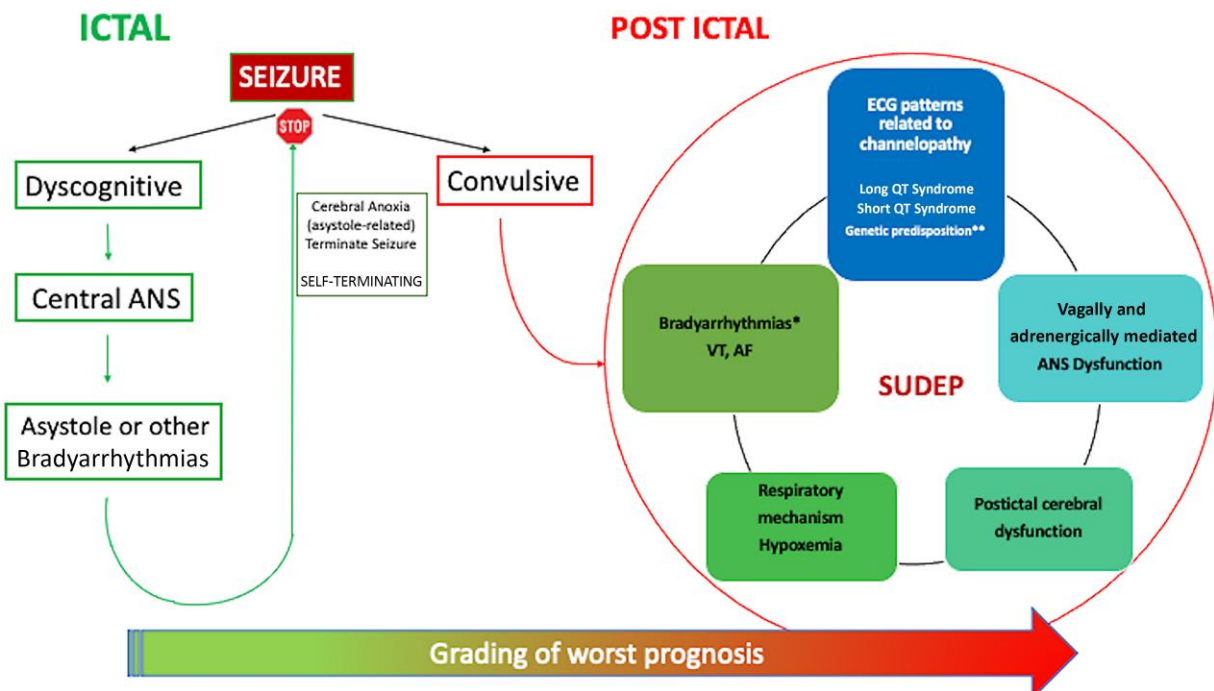 ICTAL
SEIZURE
STOP
Dyscognitive
Central ANS
Asystole or other
Bradyarrhythmias
Cerebral Anoxia
(asystole-related)
Terminate Seizure
SELF-TERMINATING
Convulsive
POST ICTAL
ECG patterns
related to
channelopathy
Long QT Syndrome
Short QT Syndrome
Genetic predisposition**
Bradyarrhythmias*
VT, AF
Vagally and
adrenergically mediated
ANS Dysfunction
SUDEP
Respiratory
mechanism
Hypoxemia
Postictal cerebral
dysfunction
Grading of worst prognosis